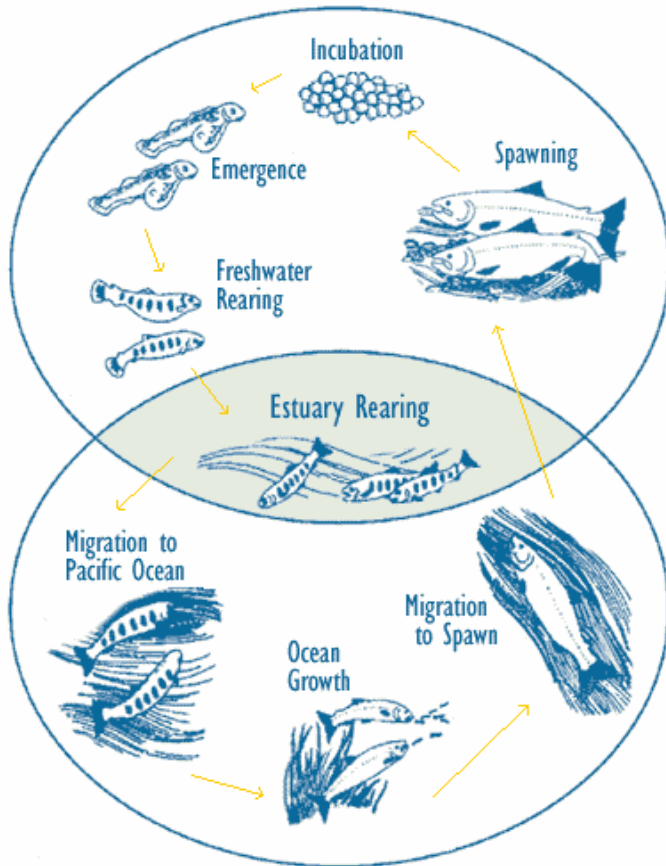 Incubation
Spawning
Emergence
Freshwater
Rearing
Estuary Rearing
Migration to
Pacific Ocean
Migration
to Spawn
Ocean
Growth